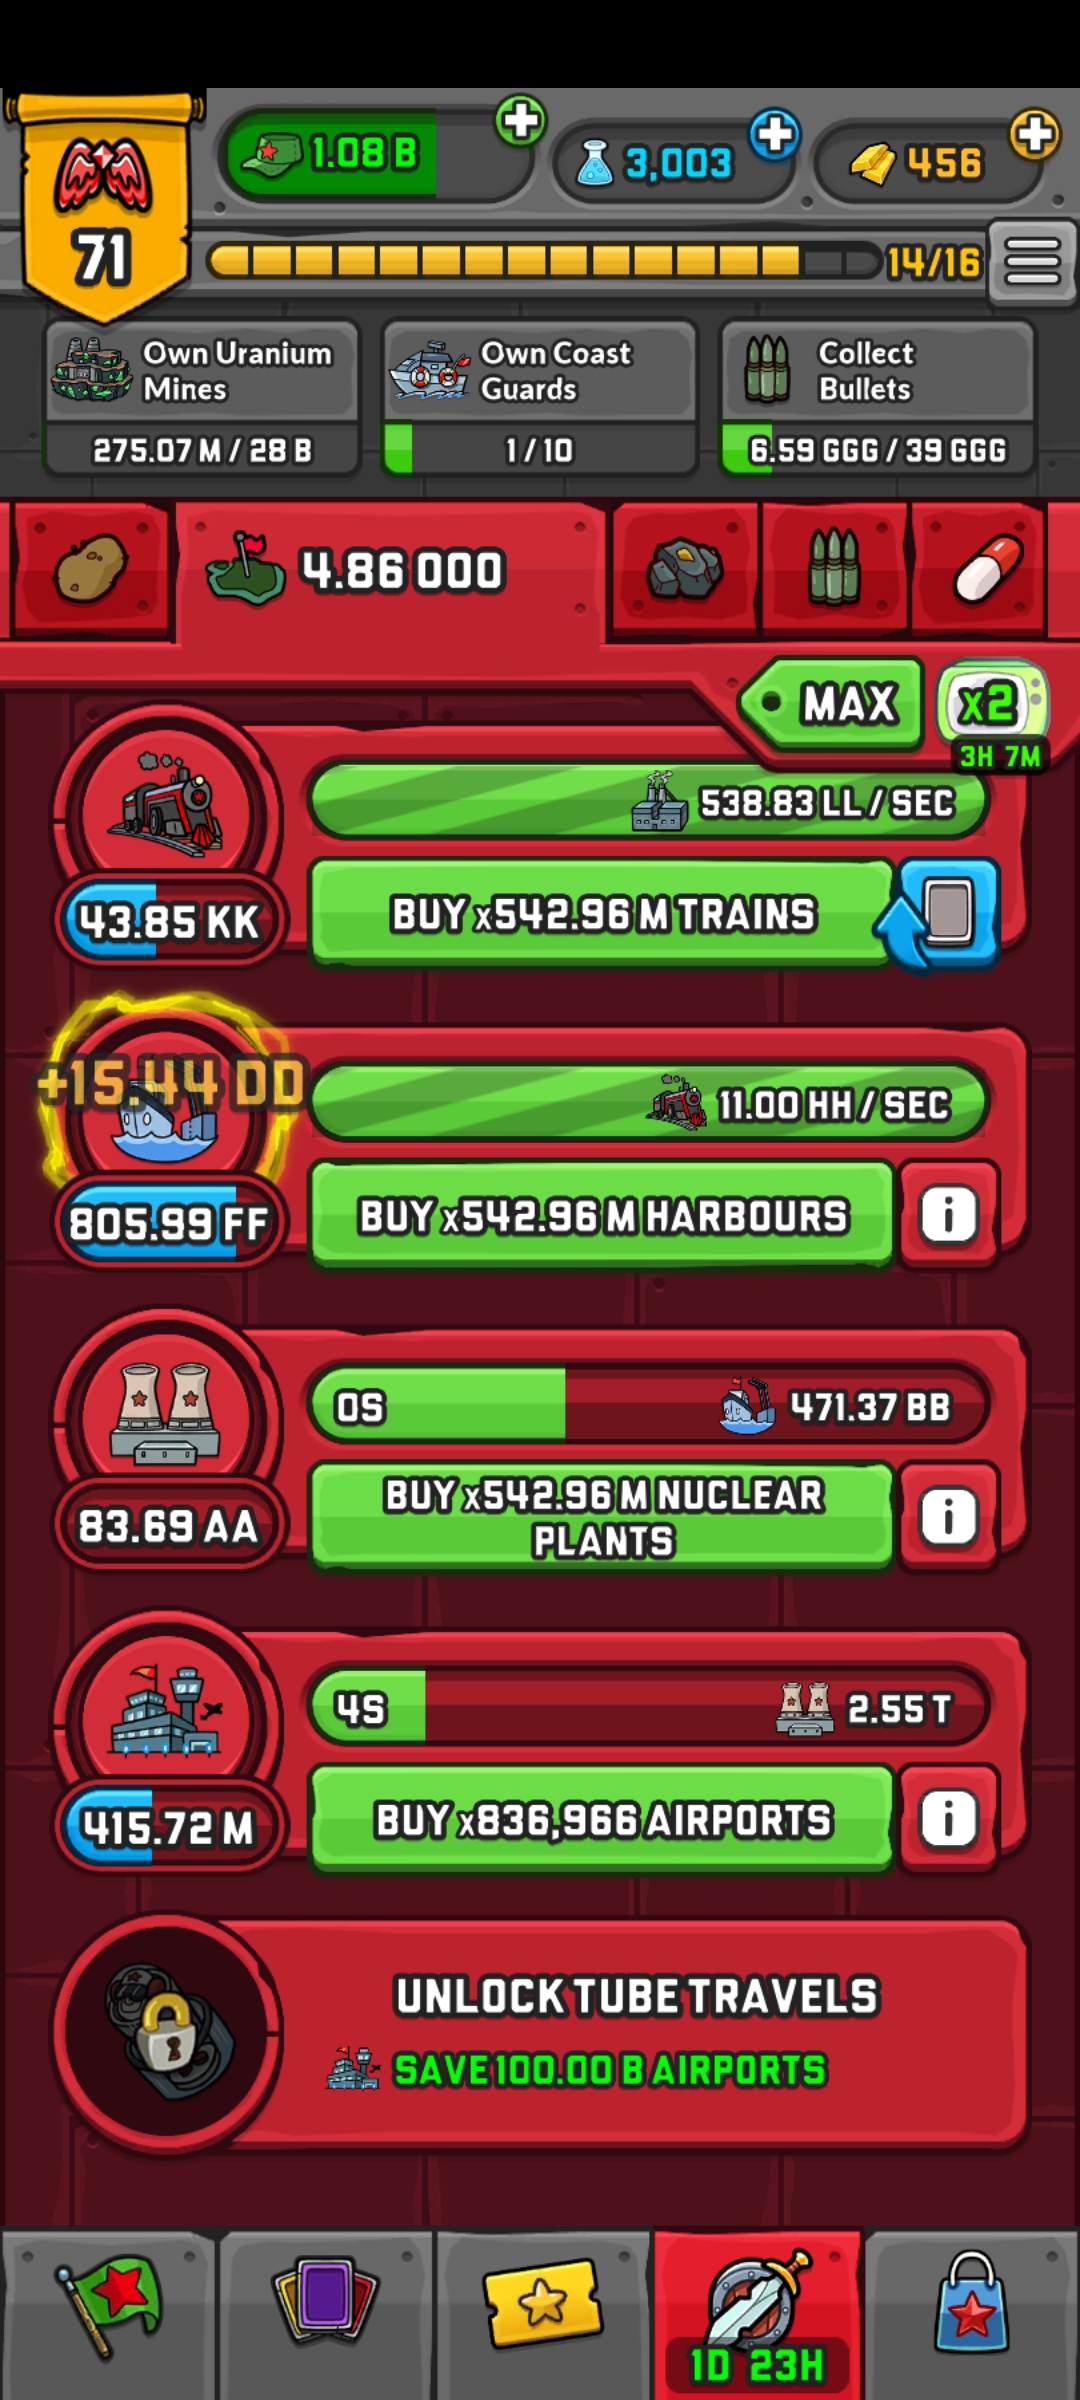 1.08 B
3,003
456
71
14/16
Own Uranium
Mines
275.07 M / 28 B
Own Coast
Guards
1 / 10
Collect
Bullets
6.59 GGG / 39 GGG
4.86 000
MAX
x2
3H 7M
538.83 LL / SEC
43.85 KK
BUY x542.96 M TRAINS
+15.44 DD
11.00 HH / SEC
805.99 FF
BUY x542.96 M HARBOURS
i
0S
471.37 BB
83.69 AA
BUY x542.96 M NUCLEAR
PLANTS
i
4S
2.55 T
415.72 M
BUY x836,966 AIRPORTS
i
UNLOCK TUBE TRAVELS
SAVE 100.00 B AIRPORTS
1D 23H